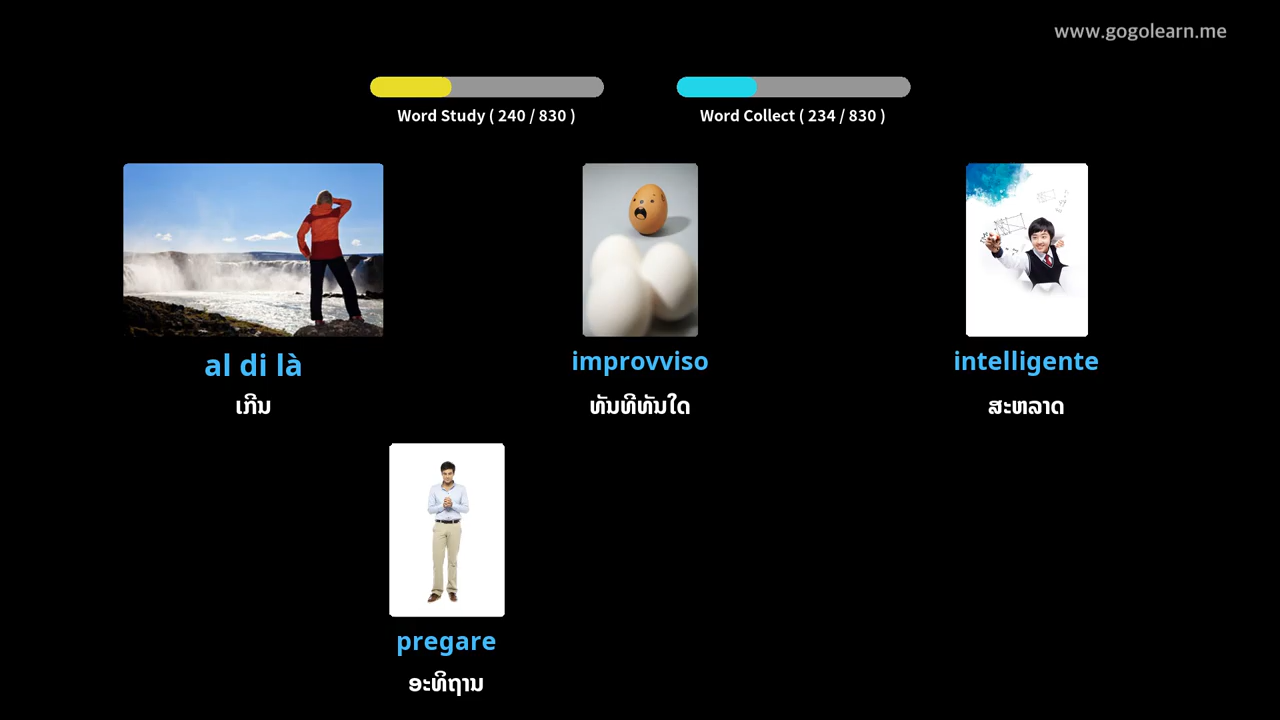 www.gogolearn.me
Word Study ( 240 / 830 )
Word Collect ( 234 / 830 )
al di là
ເກີນ
improvviso
ທັນທີທັນໃດ
intelligente
ສະຫລາດ
pregare
ອະທິຖານ